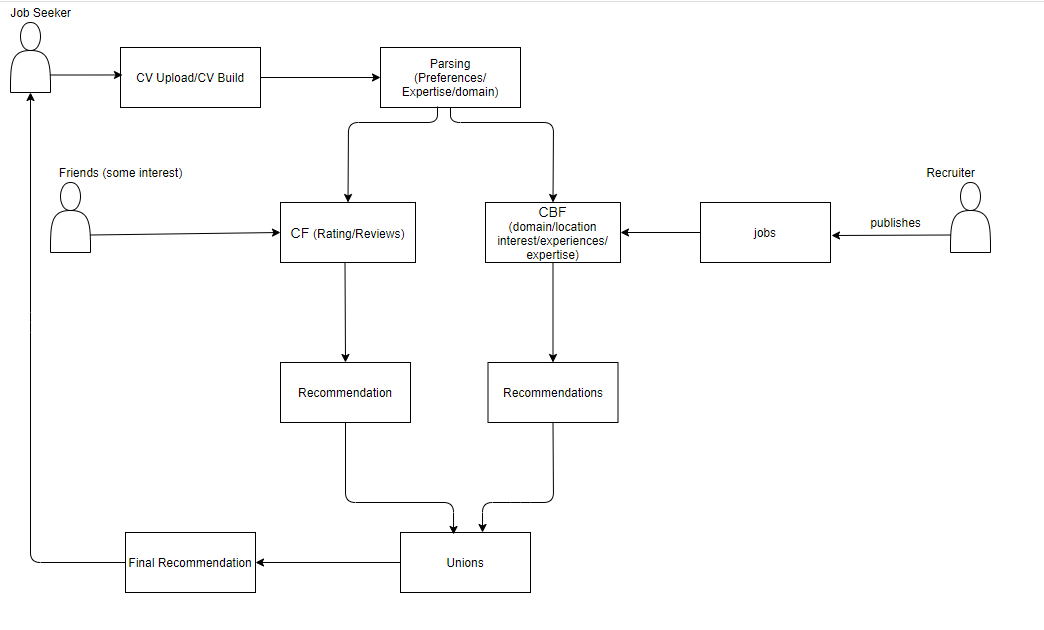 Job Seeker
CV Upload/CV Build
Parsing
(Preferences/
Expertise/domain)
Friends (some interest)
Recruiter
CF (Rating/Reviews)
CBF
(domain/location
interest/experiences/
expertise)
jobs
publishes
Recommendation
Recommendations
Final Recommendation
Unions